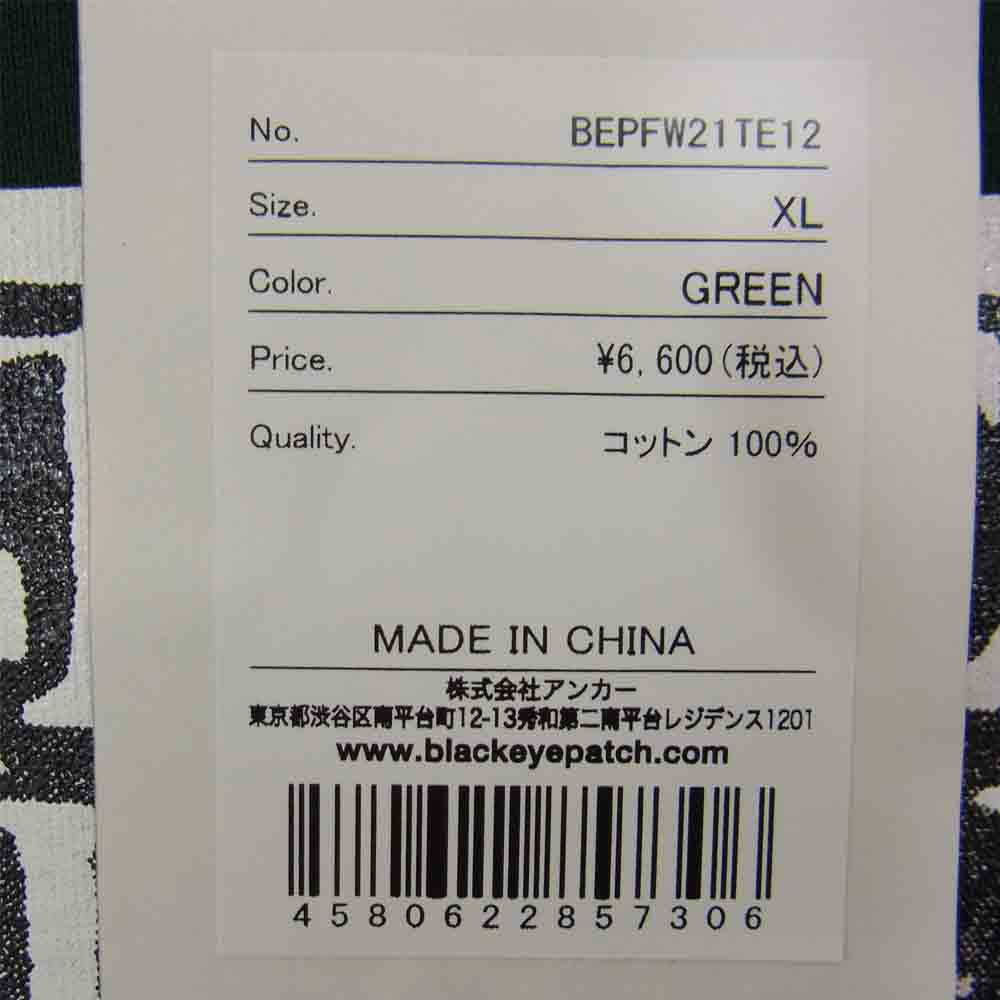 No. BEPFW21TE12
Size. XL
Color. GREEN
Price. ¥6,600(税込)
Quality. コットン 100%
MADE IN CHINA
株式会社アンカー
東京都渋谷区南平台町12-13秀和第二南平台レジデンス1201
www.blackeyepatch.com
4580622857306